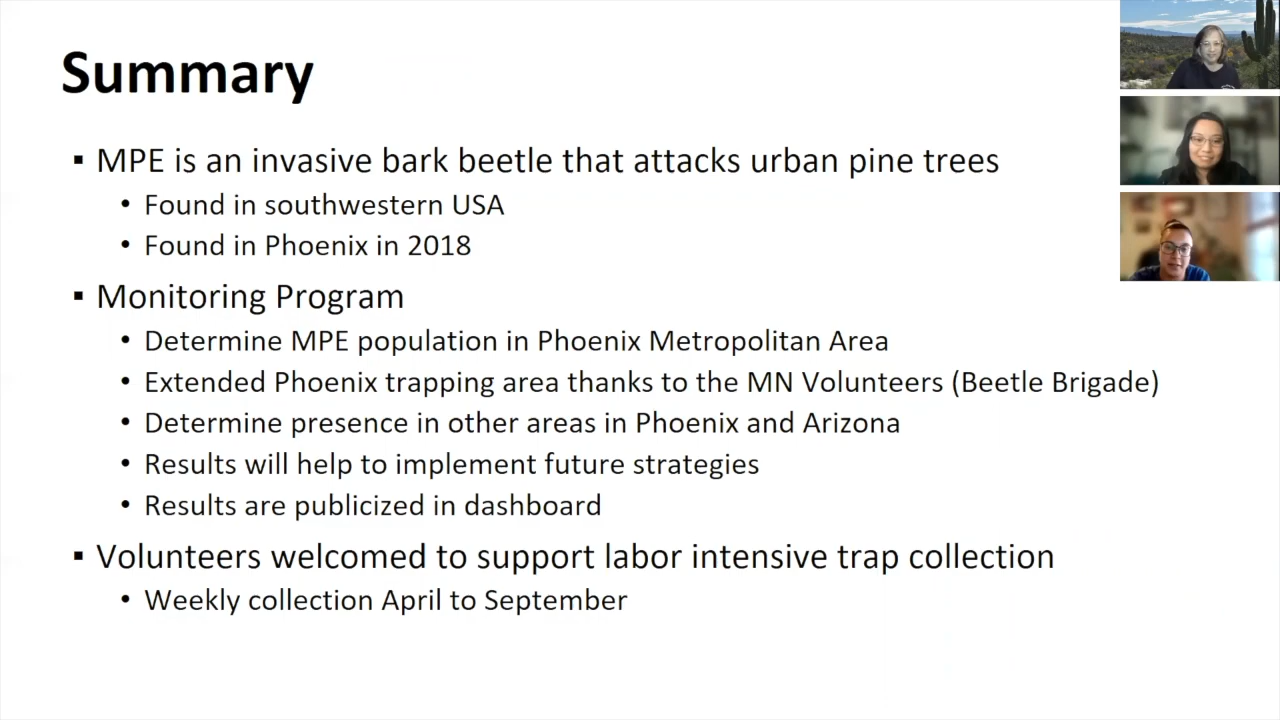 Summary
▪ MPE is an invasive bark beetle that attacks urban pine trees
• Found in southwestern USA
• Found in Phoenix in 2018
▪ Monitoring Program
• Determine MPE population in Phoenix Metropolitan Area
• Extended Phoenix trapping area thanks to the MN Volunteers (Beetle Brigade)
• Determine presence in other areas in Phoenix and Arizona
• Results will help to implement future strategies
• Results are publicized in dashboard
▪ Volunteers welcomed to support labor intensive trap collection
• Weekly collection April to September